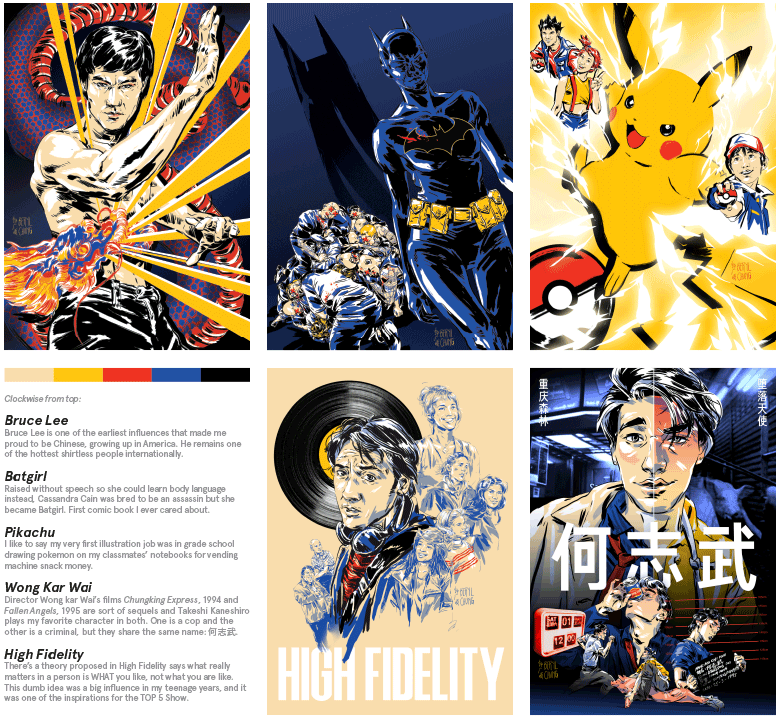 Clockwise from top:
Bruce Lee
Bruce Lee is one of the earliest influences that made me
proud to be Chinese, growing up in America. He remains one
of the hottest shirtless people internationally.
Batgirl
Raised without speech so she could learn body language
instead, Cassandra Cain was bred to be an assassin but she
became Batgirl. First comic book I ever cared about.
Pikachu
I like to say my very first illustration job was in grade school
drawing pokemon on my classmates' notebooks for vending
machine snack money.
Wong Kar Wai
Director Wong kar Wai's films Chungking Express, 1994 and
Fallen Angels, 1995 are sort of sequels and Takeshi Kaneshiro
plays my favorite character in both. One is a cop and the
other is a criminal, but they share the same name: 何志武.
High Fidelity
There's a theory proposed in High Fidelity says what really
matters in a person is WHAT you like, not what you are like.
This dumb idea was a big influence in my teenage years, and it
was one of the inspirations for the TOP 5 Show.
HIGH FIDELITY
重庆森林
堕落天使
何志武
SAT
01
12 00